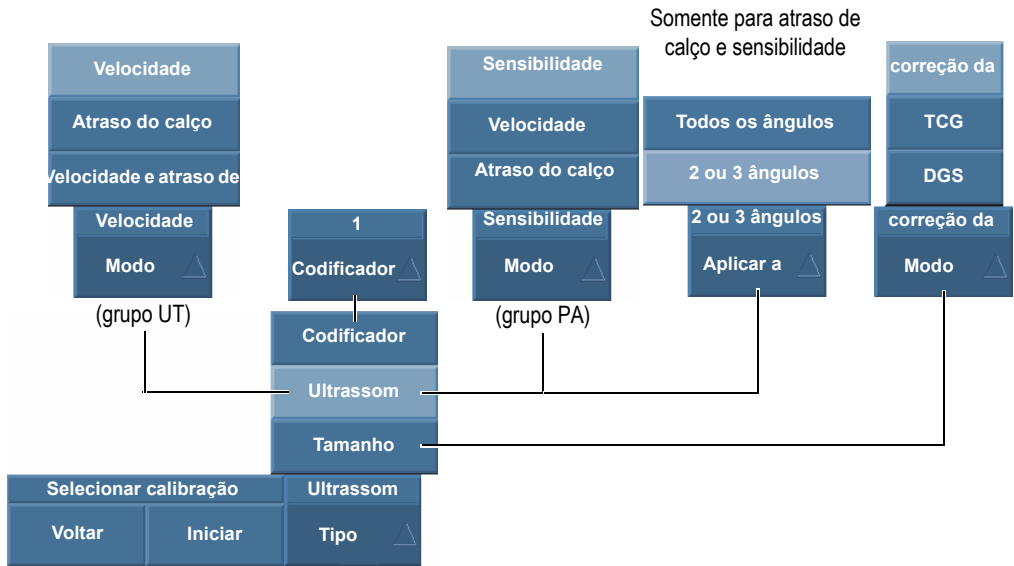 Somente para atraso de
calço e sensibilidade
Velocidade
Atraso do calço
Velocidade e atraso de
Velocidade
Modo
(grupo UT)
1
Codificador
Sensibilidade
Velocidade
Atraso do calço
Sensibilidade
Modo
(grupo PA)
Todos os ângulos
2 ou 3 ângulos
2 ou 3 ângulos
Aplicar a
correção da
TCG
DGS
correção da
Modo
Codificador
Ultrassom
Tamanho
Selecionar calibração
Ultrassom
Voltar
Iniciar
Tipo